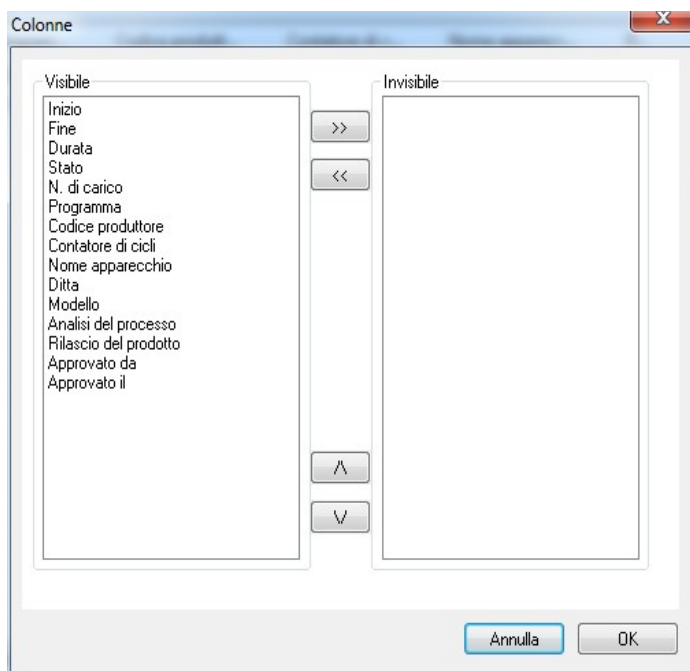 Colonne
X
Visibile
Invisibile
Inizio
Fine
Durata
Stato
N. di carico
Programma
Codice produttore
Contatore di cicli
Nome apparecchio
Ditta
Modello
Analisi del processo
Rilascio del prodotto
Approvato da
Approvato il
>>
<<
/\
\/
Annulla
OK